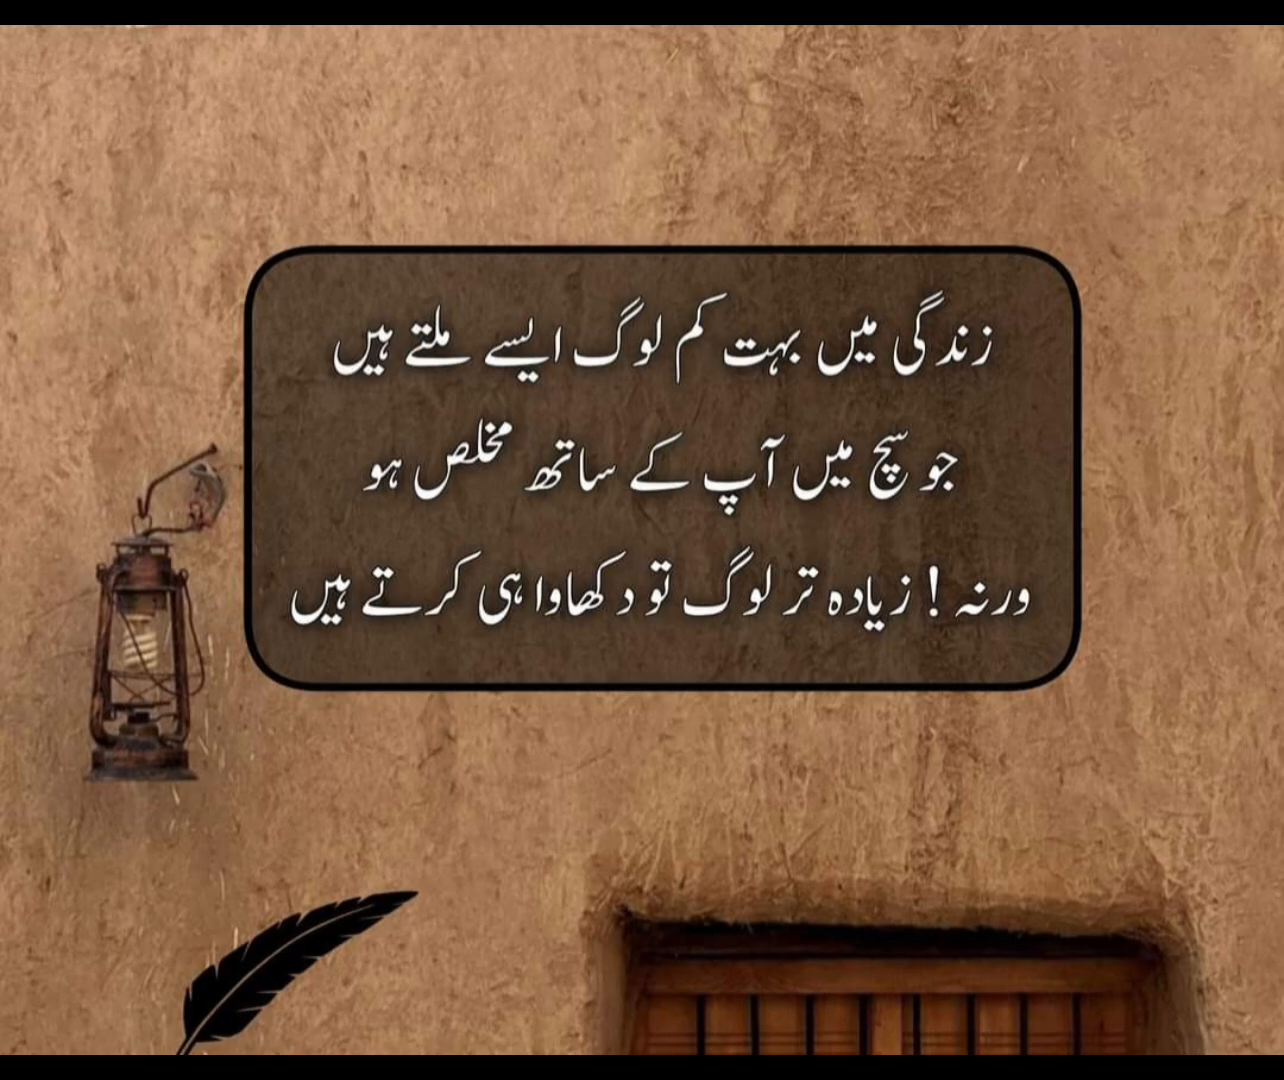 زندگی میں بہت کم لوگ ایسے ملتے ہیں
جو سچ میں آپ کے ساتھ مخلص ہو
ورنہ ! زیادہ تر لوگ تو دکھاوا ہی کرتے ہیں